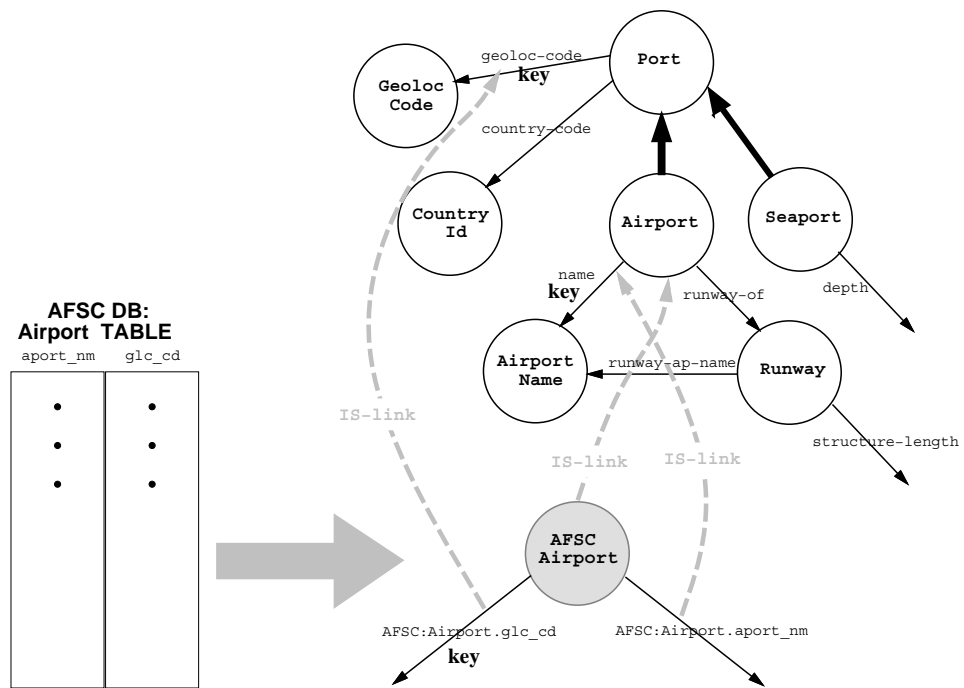 geoloc-code
key
Port
Geoloc
Code
country-code
Country
Id
Airport
Seaport
name
key
runway-of
depth
AFSC DB:
Airport TABLE
aport_nm glc_cd
Airport
Name
runway-ap-name
Runway
IS-link
structure-length
IS-link
IS-link
AFSC
Airport
AFSC:Airport.glc_cd
key
AFSC:Airport.aport_nm